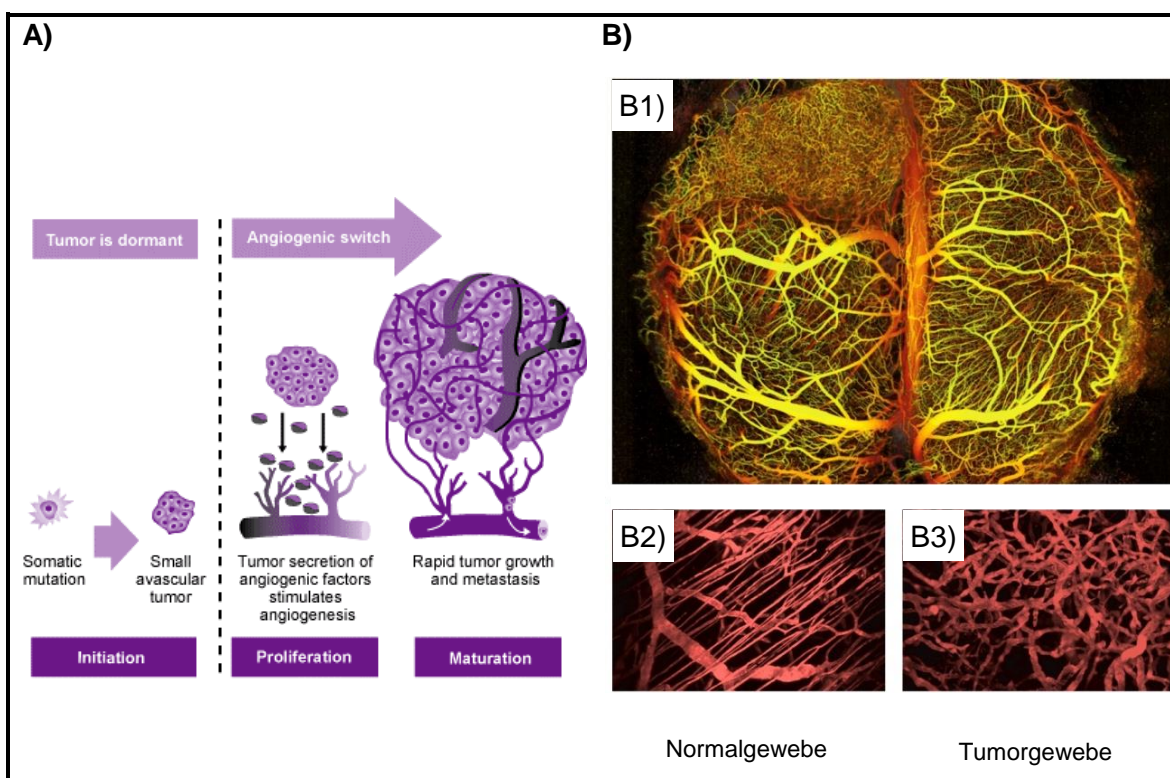 A)
Tumor is dormant
Angiogenic switch
Somatic
mutation
Small
avascular
tumor
Tumor secretion of
angiogenic factors
stimulates
angiogenesis
Rapid tumor growth
and metastasis
Initiation
Proliferation
Maturation
B)
B1)
B2)
B3)
Normalgewebe
Tumorgewebe